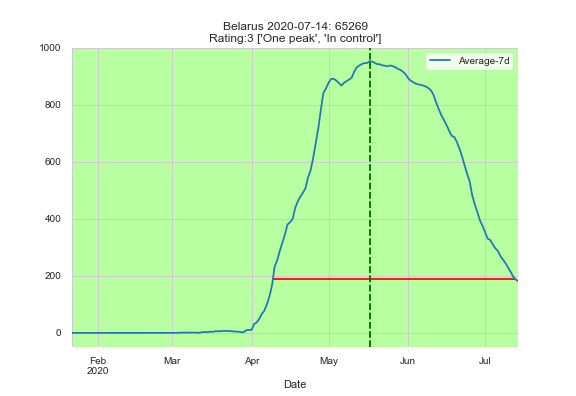 Belarus 2020-07-14: 65269
Rating:3 ['One peak', 'In control']
Average-7d
1000
800
600
400
200
0
Feb
2020
Mar
Apr
May
Jun
Jul
Date